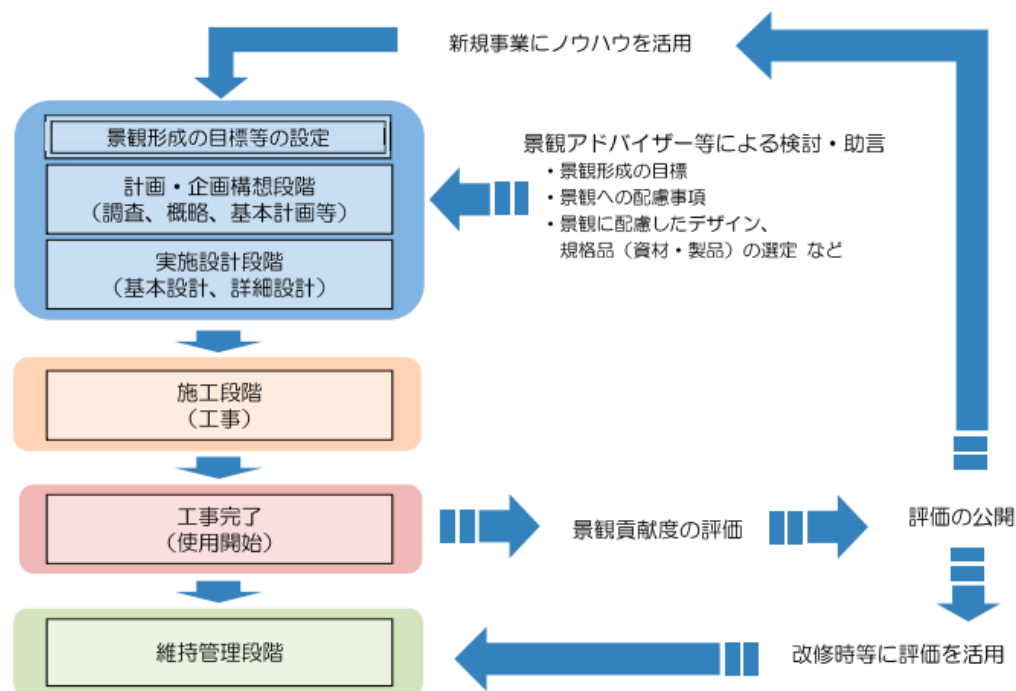 新規事業にノウハウを活用
景観形成の目標等の設定
計画・企画構想段階
（調査、概略、基本計画等）
実施設計段階
（基本設計、詳細設計）
景観アドバイザー等による検討・助言
・景観形成の目標
・景観への配慮事項
・景観に配慮したデザイン、
規格品（資材・製品）の選定 など
施工段階
（工事）
工事完了
（使用開始）
景観貢献度の評価
評価の公開
維持管理段階
改修時等に評価を活用